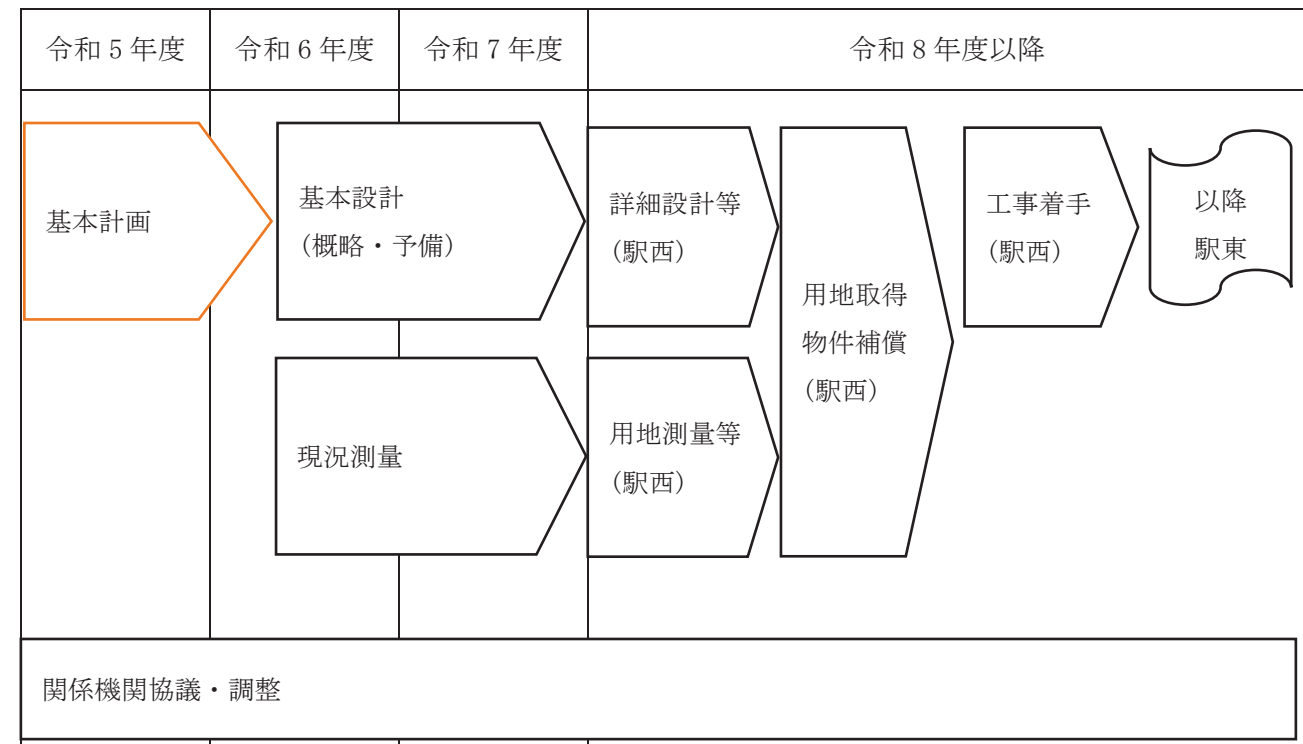 令和5年度
令和6年度
令和7年度
令和8年度以降
基本計画
基本設計
(概略・予備)
詳細設計等
(駅西)
用地取得
物件補償
(駅西)
工事着手
(駅西)
以降
駅東
現況測量
用地測量等
(駅西)
関係機関協議・調整